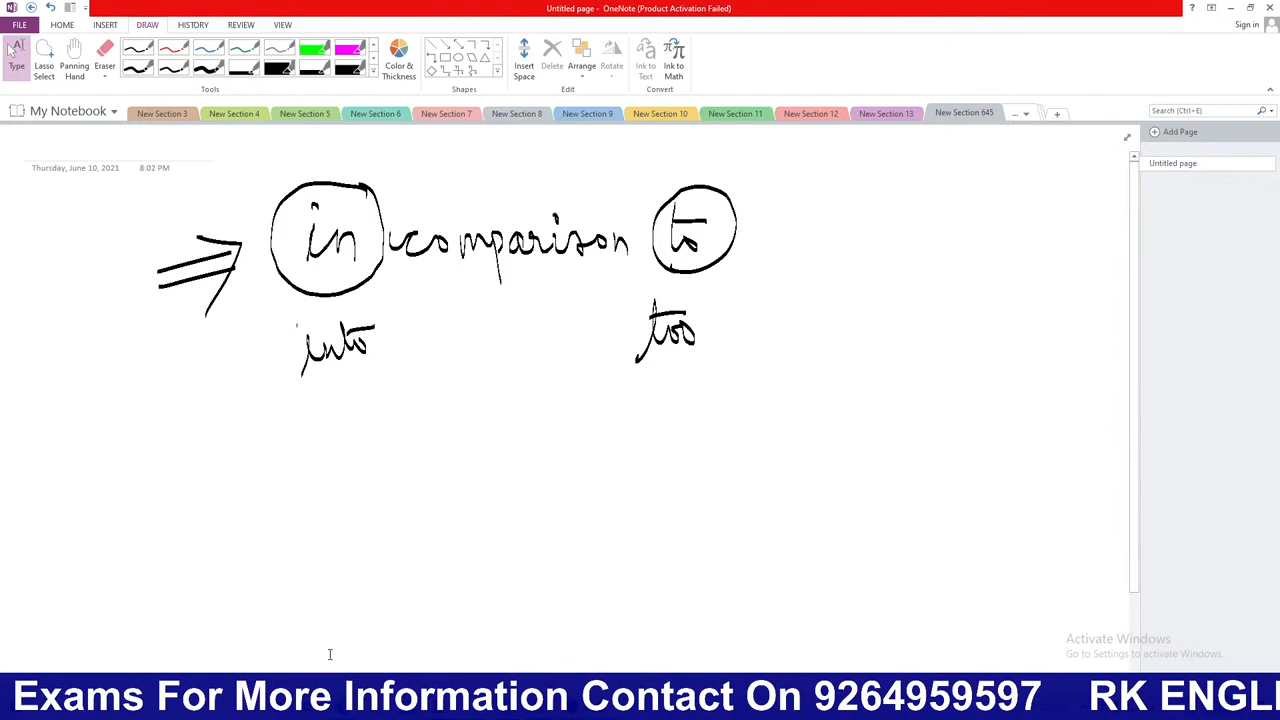 Untitled page - OneNote (Product Activation Failed)
FILE HOME INSERT DRAW HISTORY REVIEW VIEW
Sign in
Type
Lasso Select
Panning Hand
Eraser
Color & Thickness
Insert Space
Delete
Arrange
Rotate
Ink to Text
Ink to Math
Tools Shapes Edit Convert
My Notebook New Section 3 New Section 4 New Section 5 New Section 6 New Section 7 New Section 8 New Section 9 New Section 10 New Section 11 New Section 12 New Section 13 New Section 645 ... Search (Ctrl+E)
Add Page
Untitled page
Thursday, June 10, 2021 8:02 PM
⇒ in comparison to
into too
Activate Windows
Go to Settings to activate Windows.
Exams For More Information Contact On 9264959597 RK ENGLI